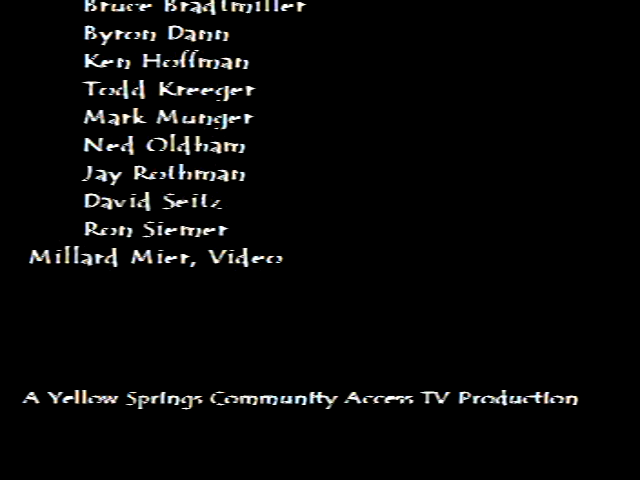 Bruce Bradtmiller
Byron Dann
Ken Hoffman
Todd Kreeger
Mark Munger
Ned Oldham
Jay Rothman
David Seitz
Ron Siemer
Millard Mier, Video
A Yellow Springs Community Access TV Production